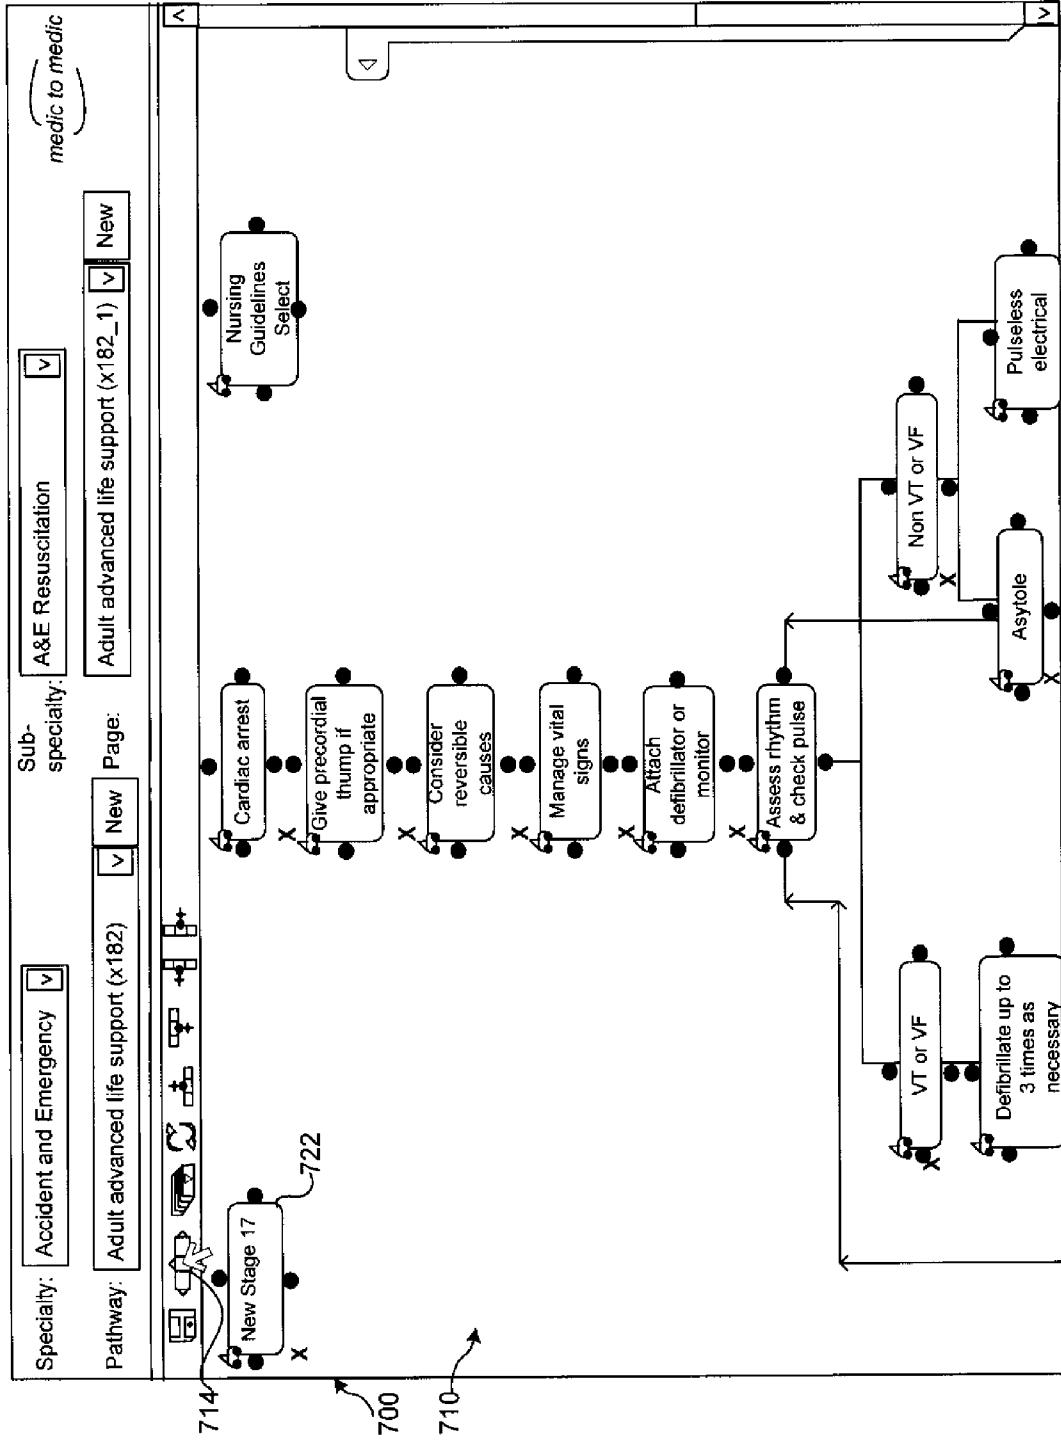 Specialty: Accident and Emergency v
Sub-
specialty: A&E Resuscitation v
medic to medic
Pathway: Adult advanced life support (x182) v New
Page: Adult advanced life support (x182_1) v New
714
700
710
New Stage 17
X
722
Cardiac arrest
X
Give precordial
thump if
appropriate
X
Consider
reversible
causes
X
Manage vital
signs
X
Attach
defibrillator or
monitor
X
Assess rhythm
& check pulse
Nursing
Guidelines
Select
VT or VF
X
Defibrillate up to
3 times as
necessary
Non VT or VF
X
Asytole
X
Pulseless
electrical